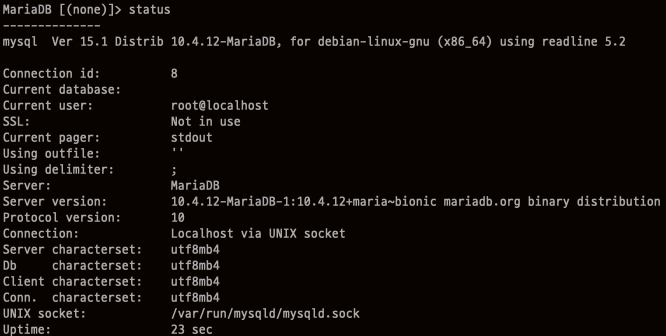 MariaDB [(none)]> status
--------------
mysql  Ver 15.1 Distrib 10.4.12-MariaDB, for debian-linux-gnu (x86_64) using readline 5.2

Connection id:          8
Current database:
Current user:           root@localhost
SSL:                    Not in use
Current pager:          stdout
Using outfile:          ''
Using delimiter:        ;
Server:                 MariaDB
Server version:         10.4.12-MariaDB-1:10.4.12+maria~bionic mariadb.org binary distribution
Protocol version:       10
Connection:             Localhost via UNIX socket
Server characterset:    utf8mb4
Db     characterset:    utf8mb4
Client characterset:    utf8mb4
Conn.  characterset:    utf8mb4
UNIX socket:            /var/run/mysqld/mysqld.sock
Uptime:                 23 sec